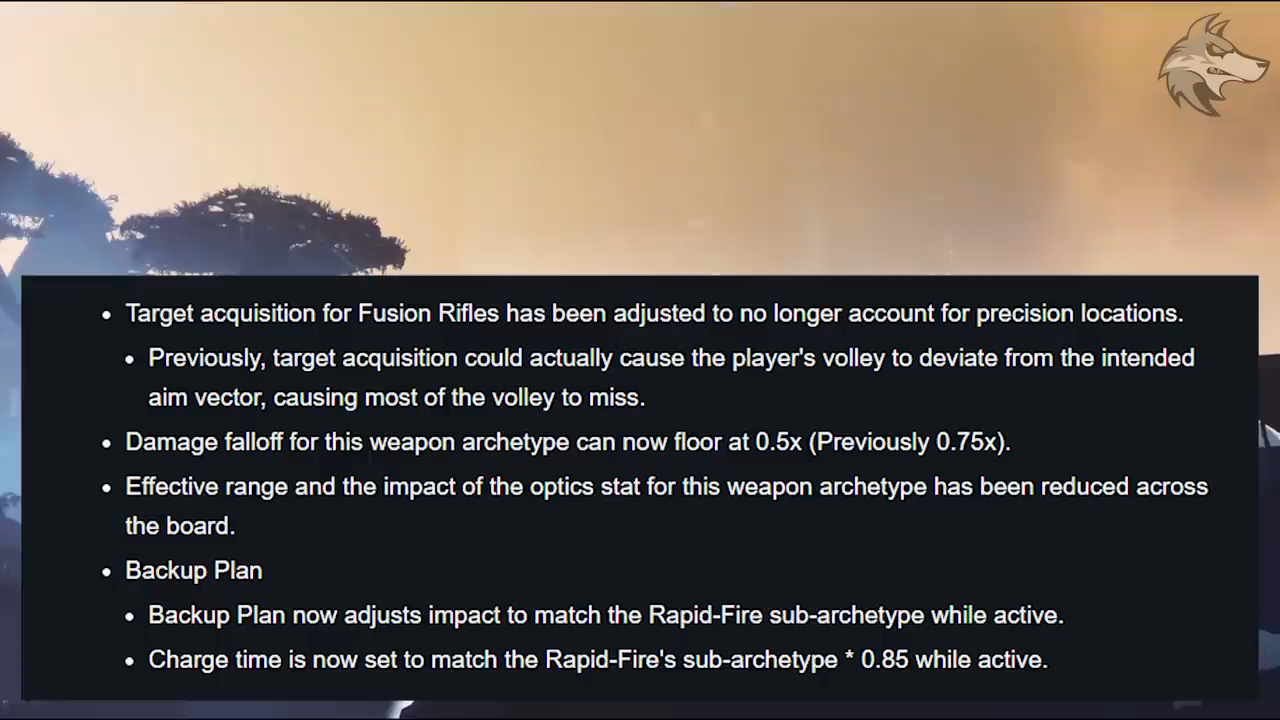 • Target acquisition for Fusion Rifles has been adjusted to no longer account for precision locations.
• Previously, target acquisition could actually cause the player's volley to deviate from the intended
aim vector, causing most of the volley to miss.
• Damage falloff for this weapon archetype can now floor at 0.5x (Previously 0.75x).
• Effective range and the impact of the optics stat for this weapon archetype has been reduced across
the board.
• Backup Plan
• Backup Plan now adjusts impact to match the Rapid-Fire sub-archetype while active.
• Charge time is now set to match the Rapid-Fire's sub-archetype * 0.85 while active.